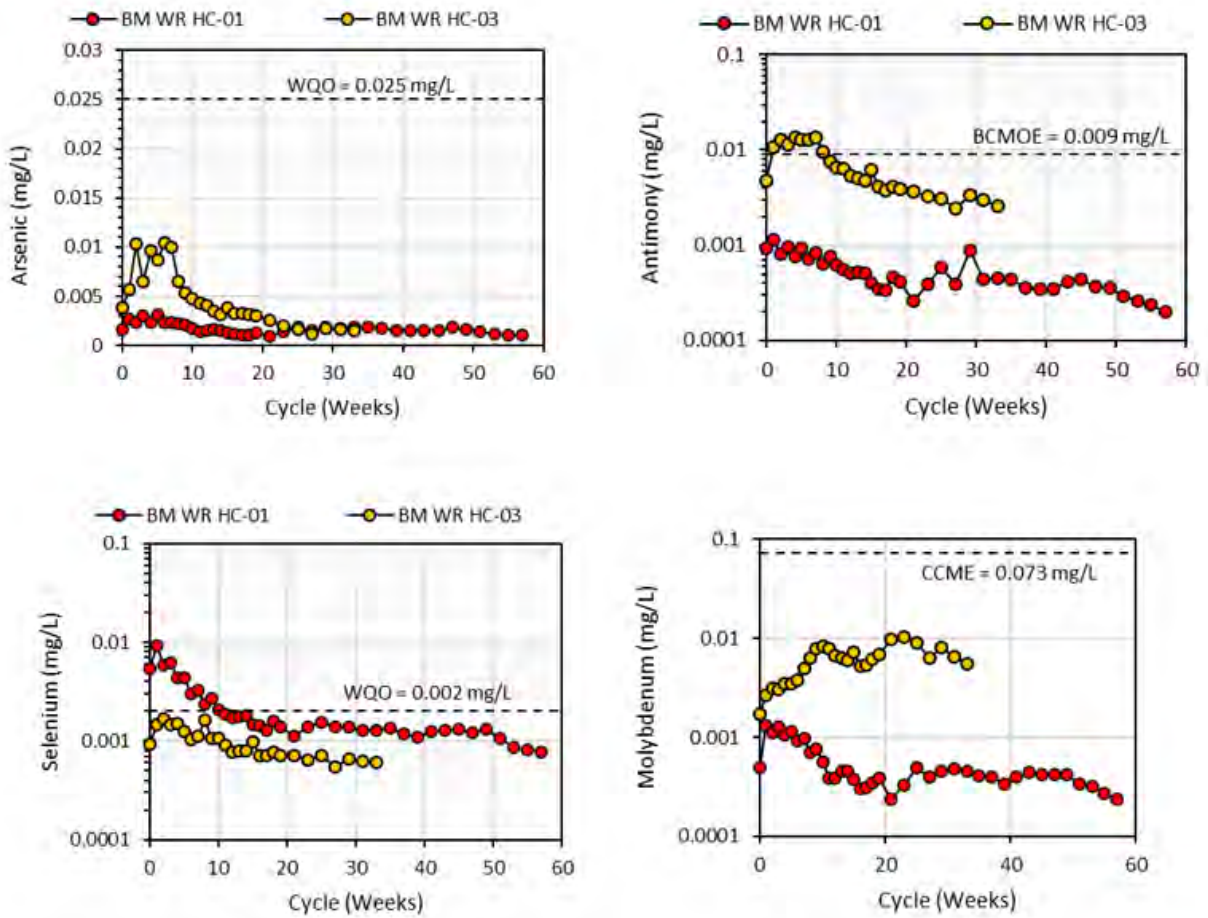 BM WR HC-01 BM WR HC-03
0.03
0.025
0.02
0.015
0.01
0.005
0
WQO = 0.025 mg/L
Arsenic (mg/L)
0 10 20 30 40 50 60
Cycle (Weeks)
BM WR HC-01 BM WR HC-03
0.1
0.01
0.001
0.0001
BCMOE = 0.009 mg/L
Antimony (mg/L)
0 10 20 30 40 50 60
Cycle (Weeks)
BM WR HC-01 BM WR HC-03
0.1
0.01
0.001
0.0001
WQO = 0.002 mg/L
Selenium (mg/L)
0 10 20 30 40 50 60
Cycle (Weeks)
0.1
0.01
0.001
0.0001
CCME = 0.073 mg/L
Molybdenum (mg/L)
0 20 40 60
Cycle (Weeks)